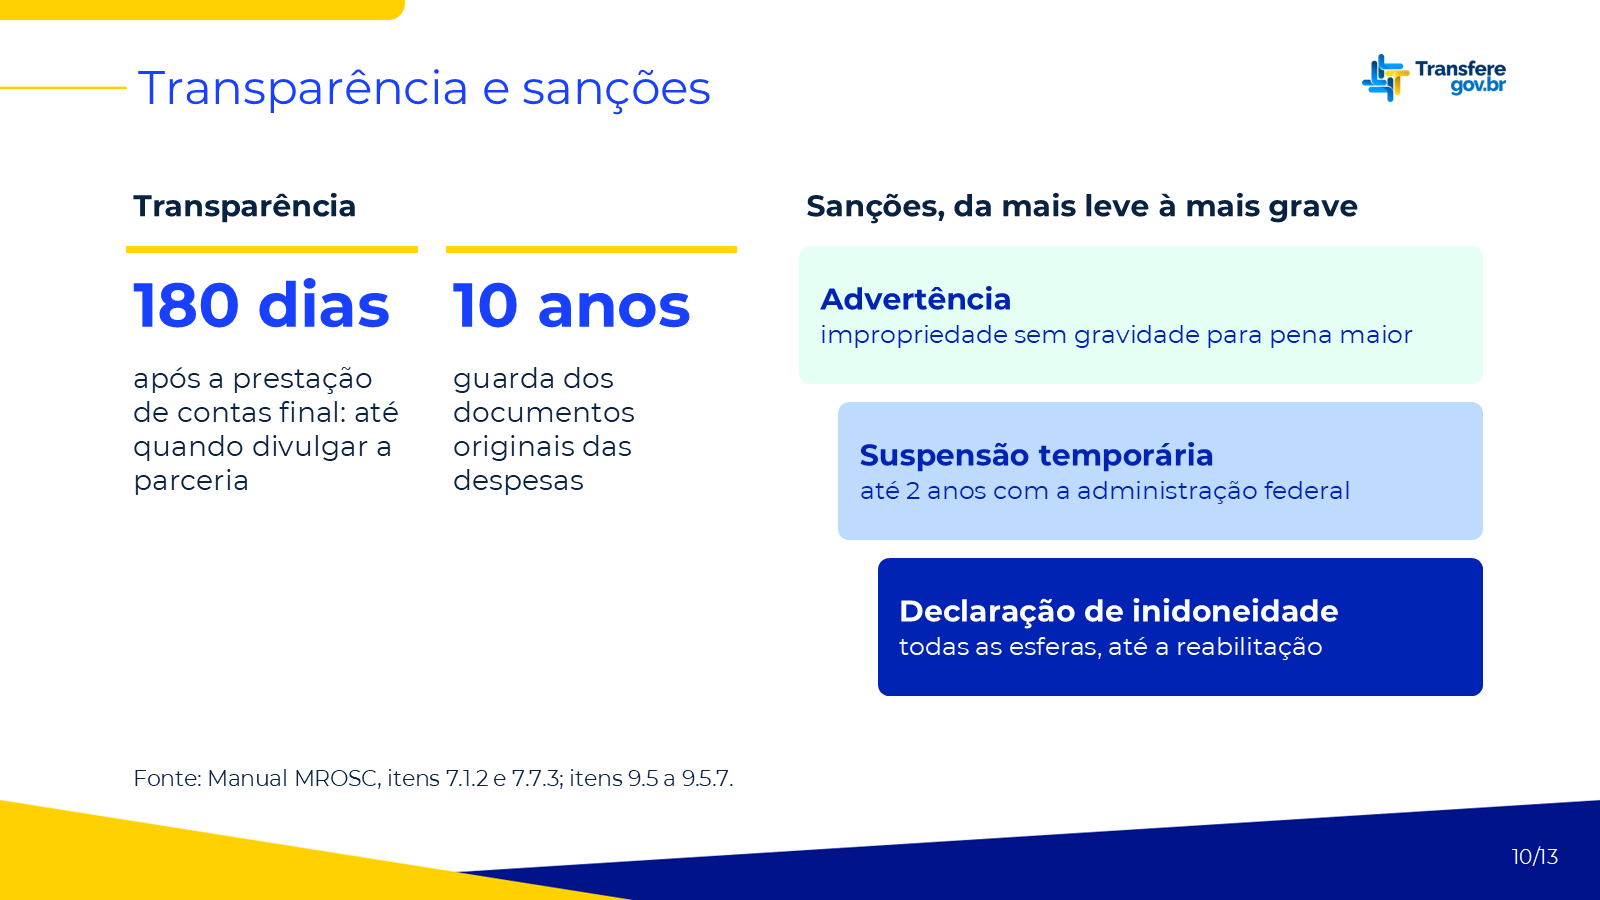 Transparência e sanções
Transfere
gov.br
Transparência
180 dias
após a prestação
de contas final: até
quando divulgar a
parceria
10 anos
guarda dos
documentos
originais das
despesas
Sanções, da mais leve à mais grave
Advertência
impropriedade sem gravidade para pena maior
Suspensão temporária
até 2 anos com a administração federal
Declaração de inidoneidade
todas as esferas, até a reabilitação
Fonte: Manual MROSC, itens 7.1.2 e 7.7.3; itens 9.5 a 9.5.7.
10/13